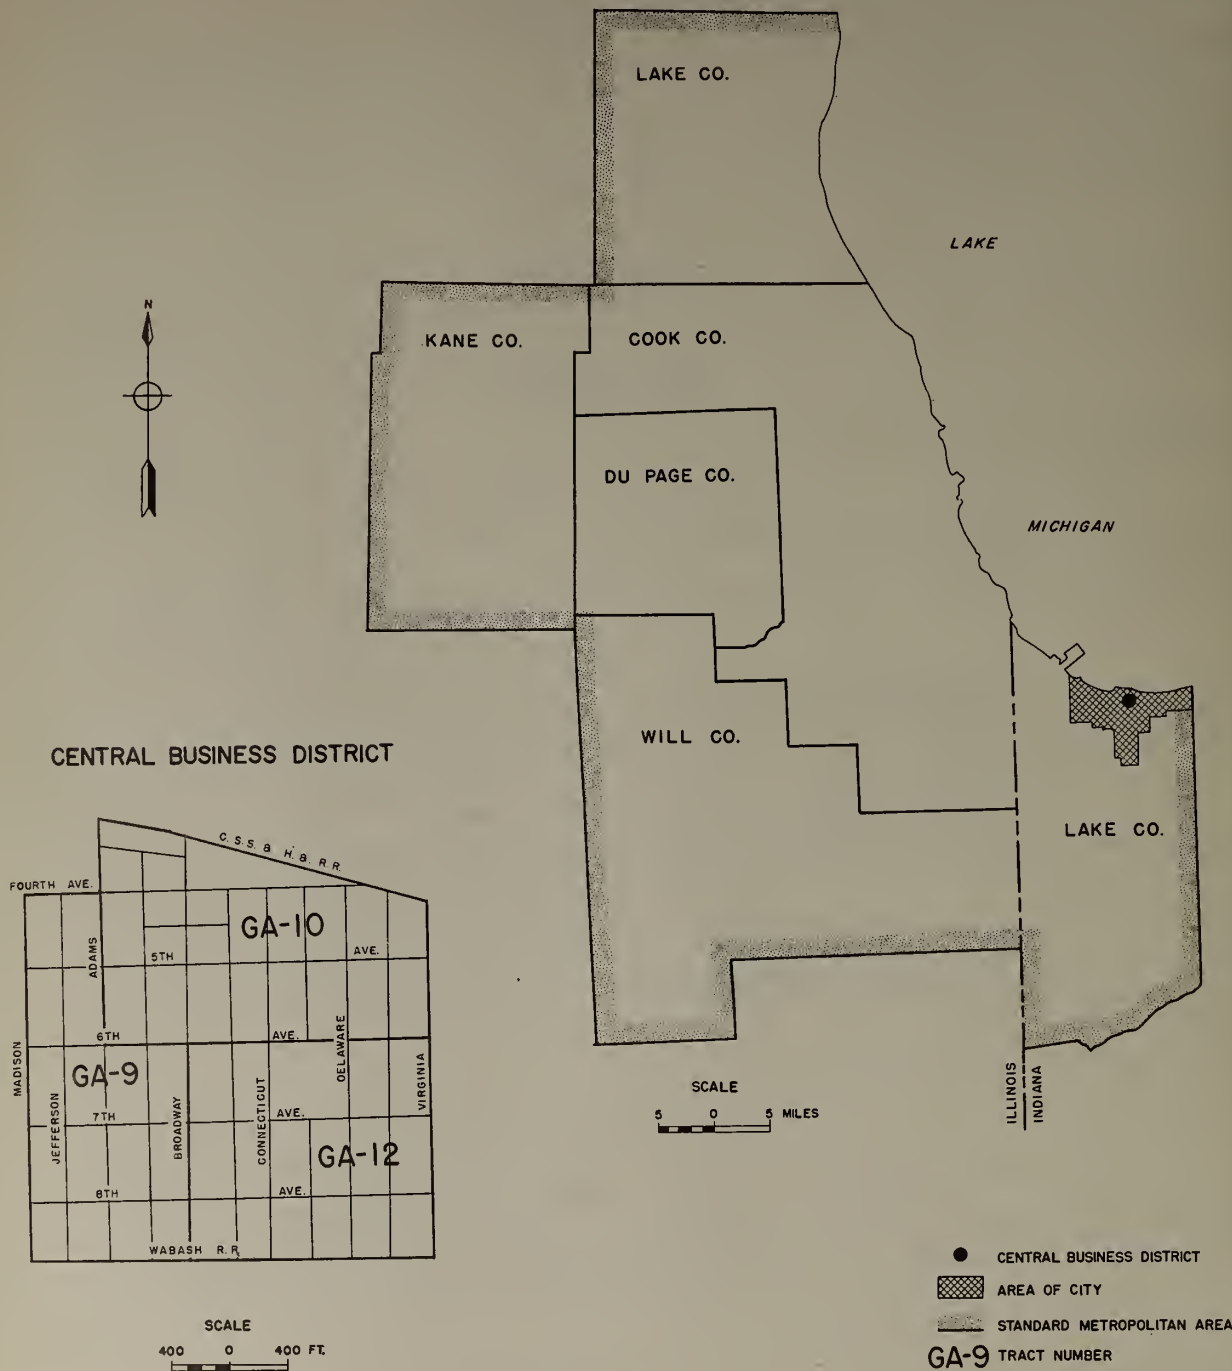 LAKE CO.
LAKE
N
KANE CO.
COOK CO.
DU PAGE CO.
MICHIGAN
WILL CO.
LAKE CO.
CENTRAL BUSINESS DISTRICT
C. S. S. & H. B. R. R.
FOURTH AVE.
GA-10
ADAMS
5TH AVE.
6TH AVE.
DELAWARE
MADISON
GA-9
VIRGINIA
JEFFERSON
7TH AVE.
BROADWAY
CONNECTICUT
GA-12
8TH AVE.
WABASH R. R.
SCALE
400 0 400 FT.
SCALE
5 0 5 MILES
ILLINOIS
INDIANA
CENTRAL BUSINESS DISTRICT
AREA OF CITY
STANDARD METROPOLITAN AREA
GA-9 TRACT NUMBER